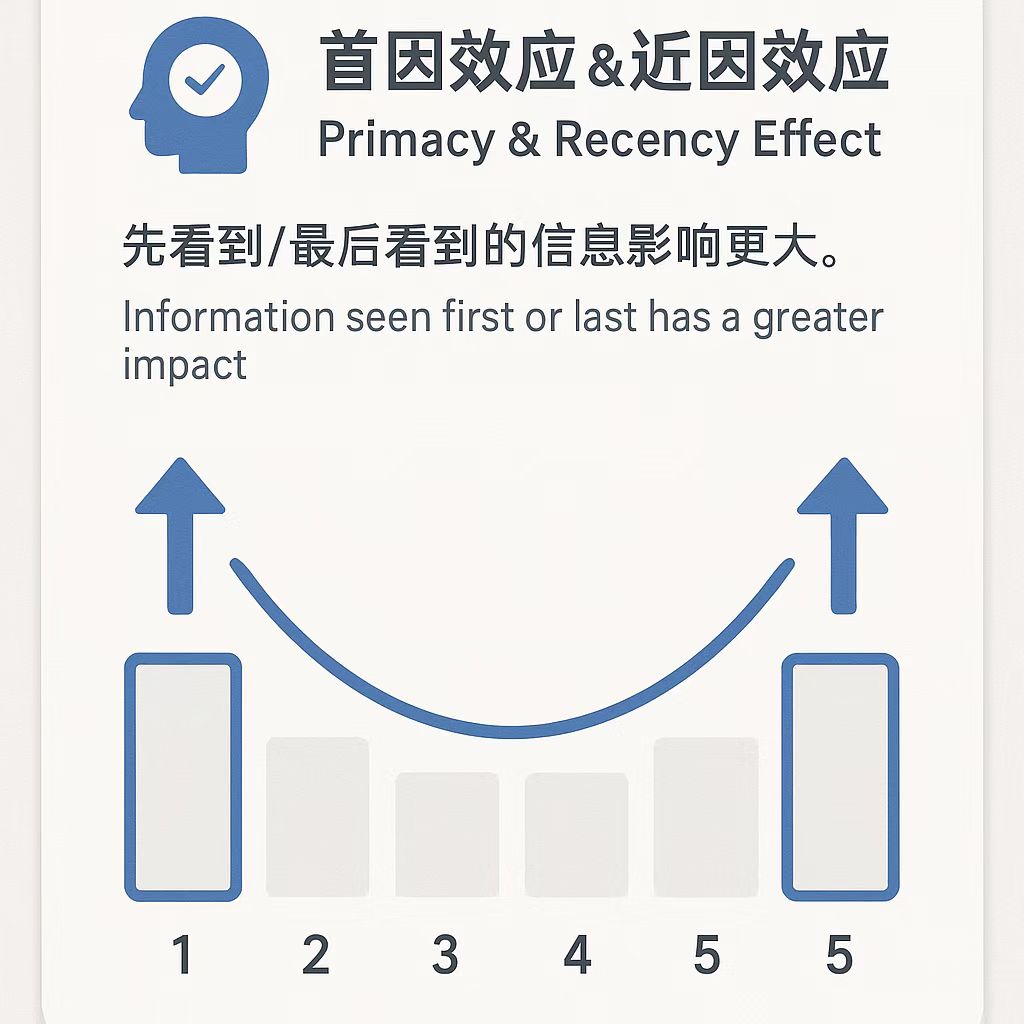 首因效应&近因效应
Primacy & Recency Effect
先看到/最后看到的信息影响更大。
Information seen first or last has a greater
impact
1 2 3 4 5 5